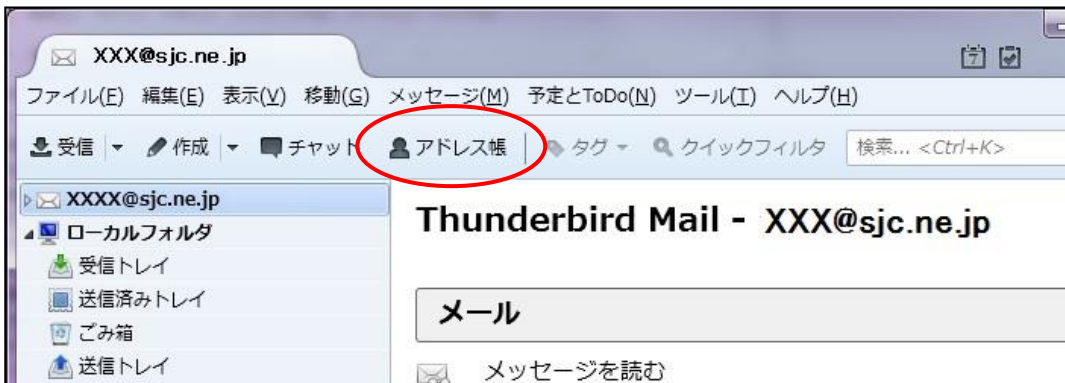 XXX@sjc.ne.jp
7
ファイル(F) 編集(E) 表示(V) 移動(G) メッセージ(M) 予定とToDo(N) ツール(T) ヘルプ(H)
受信 作成 チャット アドレス帳 タグ クイックフィルタ 検索... <Ctrl+K>
XXXX@sjc.ne.jp
ローカルフォルダ
受信トレイ
送信済みトレイ
ごみ箱
送信トレイ
Thunderbird Mail - XXX@sjc.ne.jp
メール
メッセージを読む